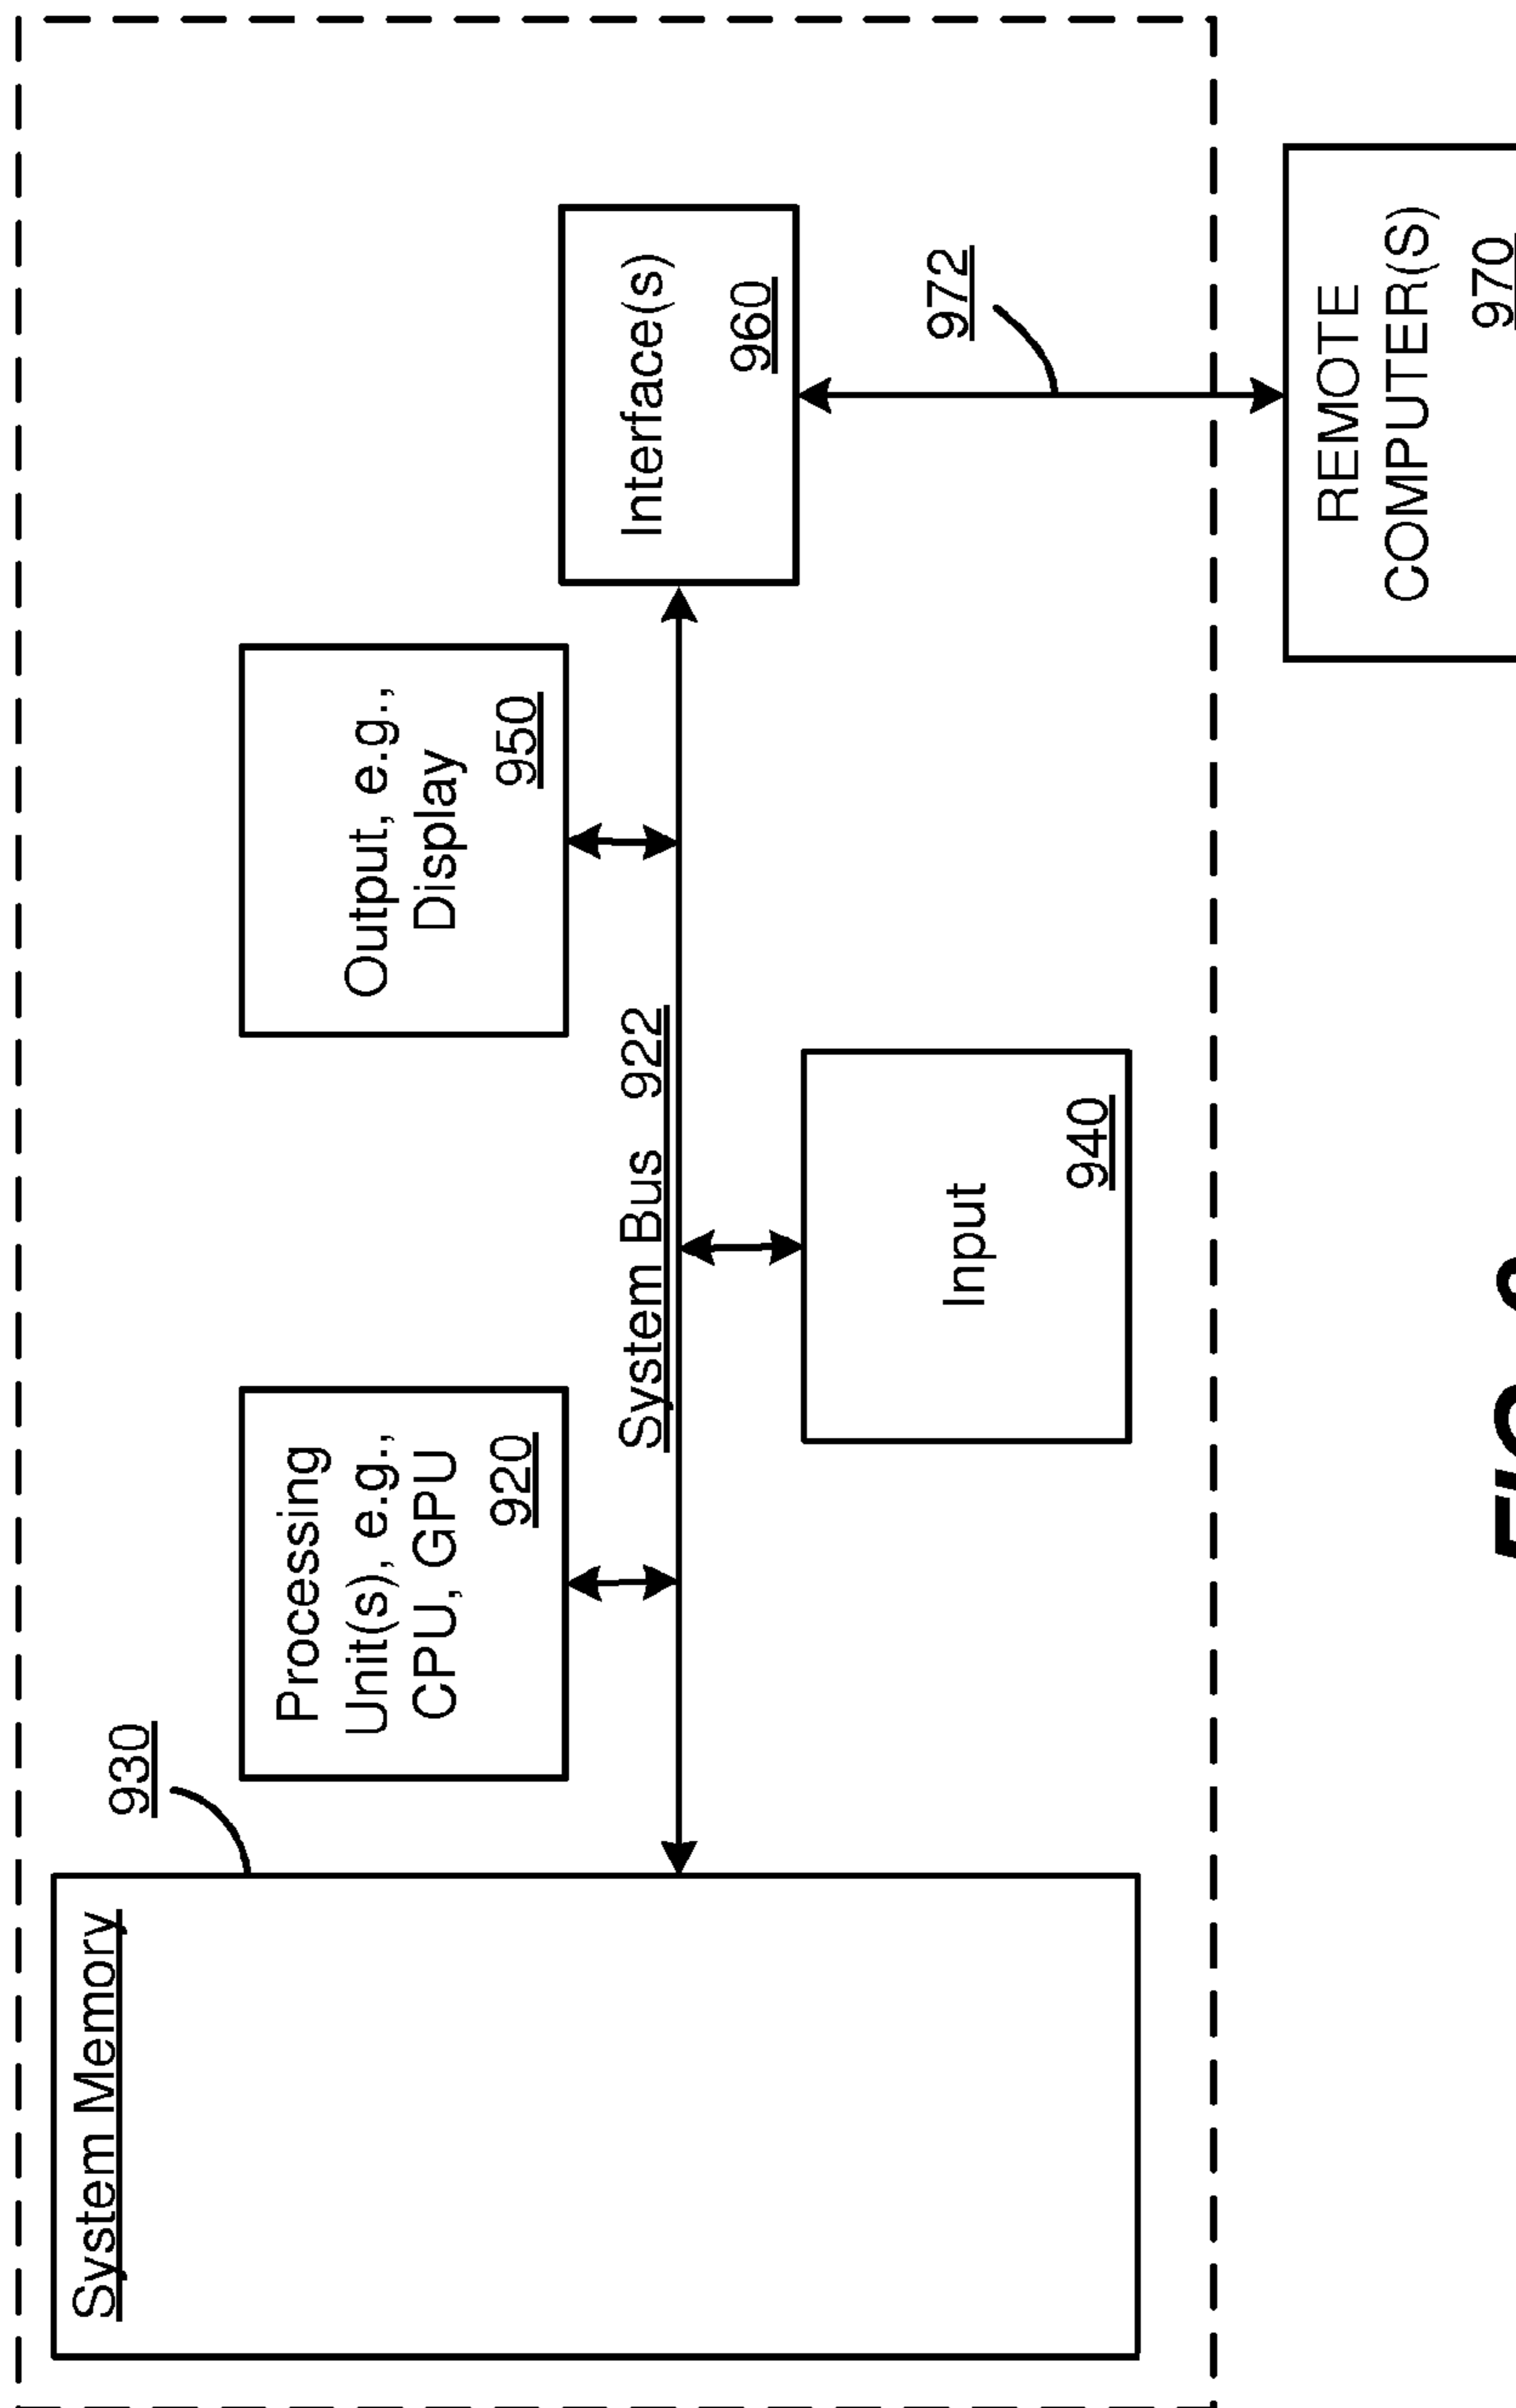 System Memory
930
Processing
Unit(s), e.g.,
CPU, GPU
920
Output, e.g.,
Display
950
System Bus 922
Interface(s)
960
Input
940
972
REMOTE
COMPUTER(S)
970